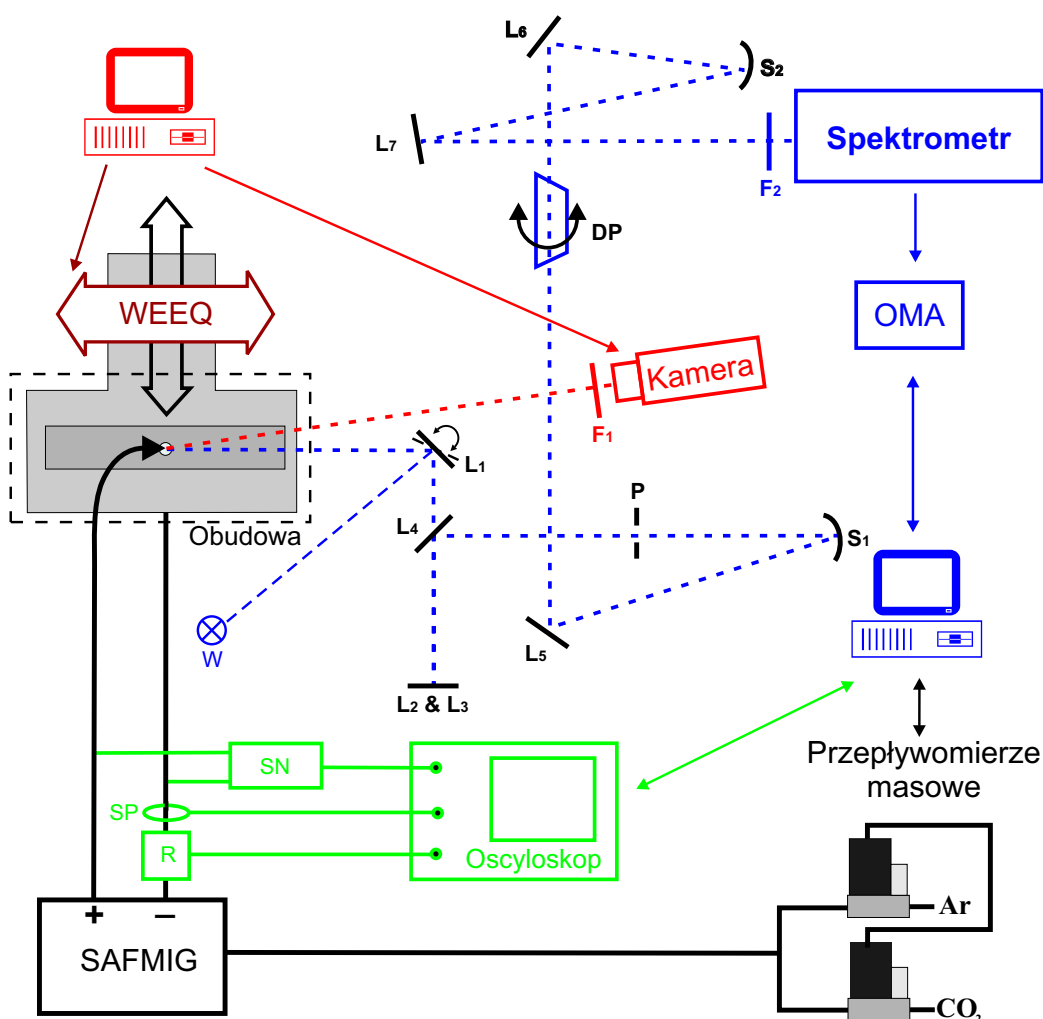 L6
S2
L7
Spektrometr
F2
DP
WEEQ
OMA
Kamera
F1
L1
P
L4
S1
Obudowa
W
L5
L2 & L3
Przepływomierze
masowe
SN
SP
R
Oscyloskop
+ −
SAFMIG
Ar
CO2